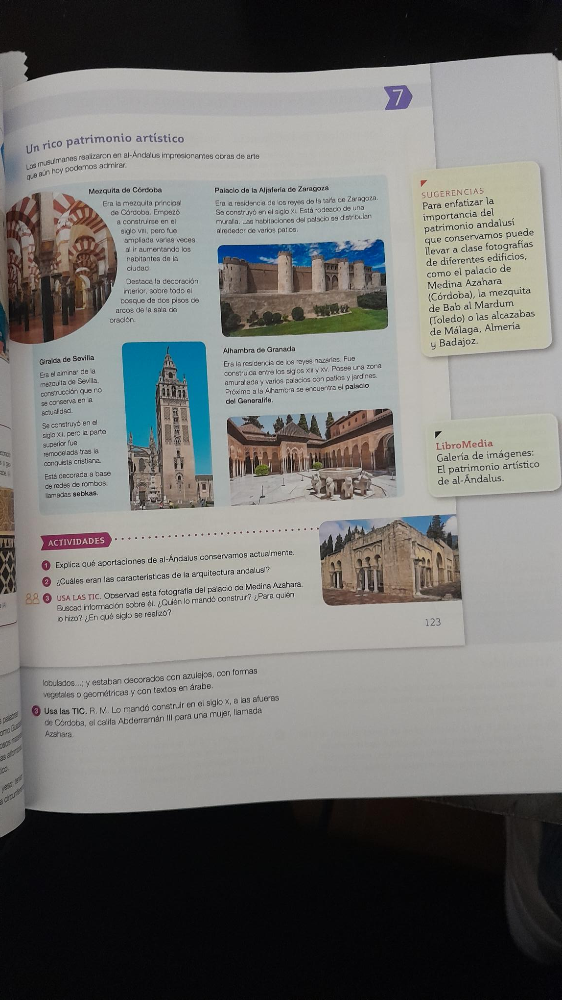 7
Un rico patrimonio artístico
Los musulmanes realizaron en al-Ándalus impresionantes obras de arte
que aún hoy podemos admirar.
Mezquita de Córdoba
Era la mezquita principal
de Córdoba. Empezó
a construirse en el
siglo VIII, pero fue
ampliada varias veces
al ir aumentando los
habitantes de la
ciudad.
Destaca la decoración
interior, sobre todo el
bosque de dos pisos de
arcos de la sala de
oración.
Palacio de la Aljafería de Zaragoza
Era la residencia de los reyes de la taifa de Zaragoza.
Se construyó en el siglo XI. Está rodeado de una
muralla. Las habitaciones del palacio se distribuían
alrededor de varios patios.
Giralda de Sevilla
Era el alminar de la
mezquita de Sevilla,
construcción que no
se conserva en la
actualidad.
Se construyó en el
siglo XII, pero la parte
superior fue
remodelada tras la
conquista cristiana.
Está decorada a base
de redes de rombos,
llamadas sebkas.
Alhambra de Granada
Era la residencia de los reyes nazaríes. Fue
construida entre los siglos XIII y XV. Posee una zona
amurallada y varios palacios con patios y jardines.
Próximo a la Alhambra se encuentra el palacio
del Generalife.
ACTIVIDADES
1 Explica qué aportaciones de al-Ándalus conservamos actualmente.
2 ¿Cuáles eran las características de la arquitectura andalusí?
3 USA LAS TIC. Observad esta fotografía del palacio de Medina Azahara.
Buscad información sobre él. ¿Quién lo mandó construir? ¿Para quién
lo hizo? ¿En qué siglo se realizó?
123
SUGERENCIAS
Para enfatizar la
importancia del
patrimonio andalusí
que conservamos puede
llevar a clase fotografías
de diferentes edificios,
como el palacio de
Medina Azahara
(Córdoba), la mezquita
de Bab al Mardum
(Toledo) o las alcazabas
de Málaga, Almería
y Badajoz.
LibroMedia
Galería de imágenes:
El patrimonio artístico
de al-Ándalus.
lobulados...; y estaban decorados con azulejos, con formas
vegetales o geométricas y con textos en árabe.
3 Usa las TIC. R. M. Lo mandó construir en el siglo X, a las afueras
de Córdoba, el califa Abderramán III para una mujer, llamada
Azahara.